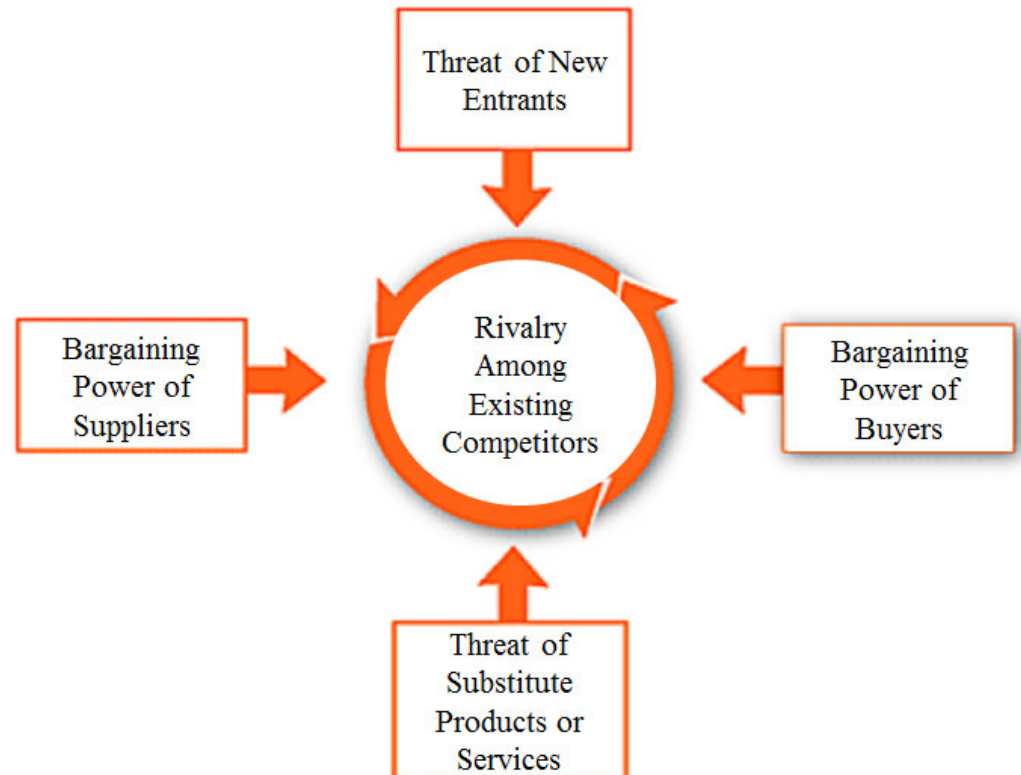 Threat of New
Entrants
Bargaining
Power of
Suppliers
Rivalry
Among
Existing
Competitors
Bargaining
Power of
Buyers
Threat of
Substitute
Products or
Services